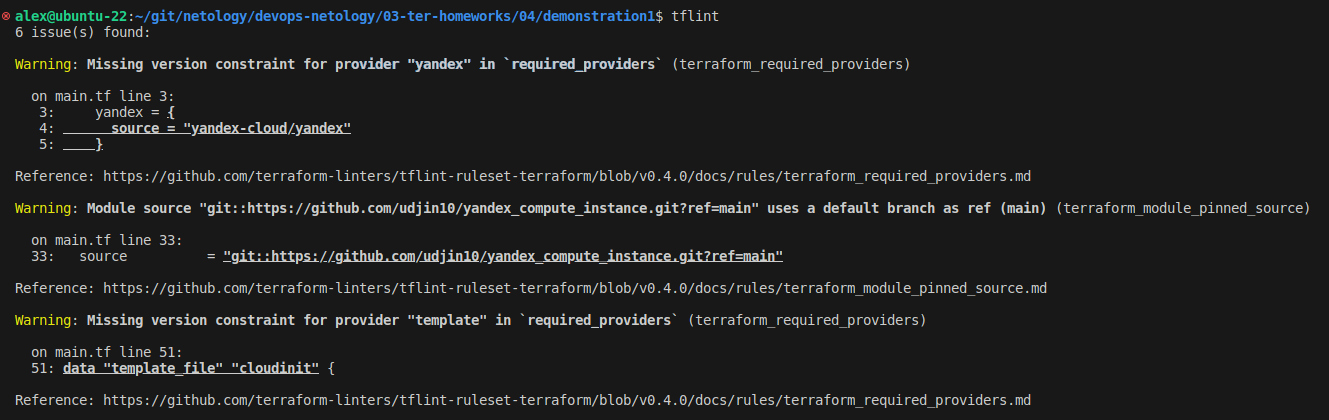 alex@ubuntu-22:~/git/netology/devops-netology/03-ter-homeworks/04/demonstration1$ tflint
6 issue(s) found:
Warning: Missing version constraint for provider "yandex" in `required_providers` (terraform_required_providers)
on main.tf line 3:
3:     yandex = {
4:       source = "yandex-cloud/yandex"
5:     }
Reference: https://github.com/terraform-linters/tflint-ruleset-terraform/blob/v0.4.0/docs/rules/terraform_required_providers.md
Warning: Module source "git::https://github.com/udjin10/yandex_compute_instance.git?ref=main" uses a default branch as ref (main) (terraform_module_pinned_source)
on main.tf line 33:
33:   source          = "git::https://github.com/udjin10/yandex_compute_instance.git?ref=main"
Reference: https://github.com/terraform-linters/tflint-ruleset-terraform/blob/v0.4.0/docs/rules/terraform_module_pinned_source.md
Warning: Missing version constraint for provider "template" in `required_providers` (terraform_required_providers)
on main.tf line 51:
51: data "template_file" "cloudinit" {
Reference: https://github.com/terraform-linters/tflint-ruleset-terraform/blob/v0.4.0/docs/rules/terraform_required_providers.md